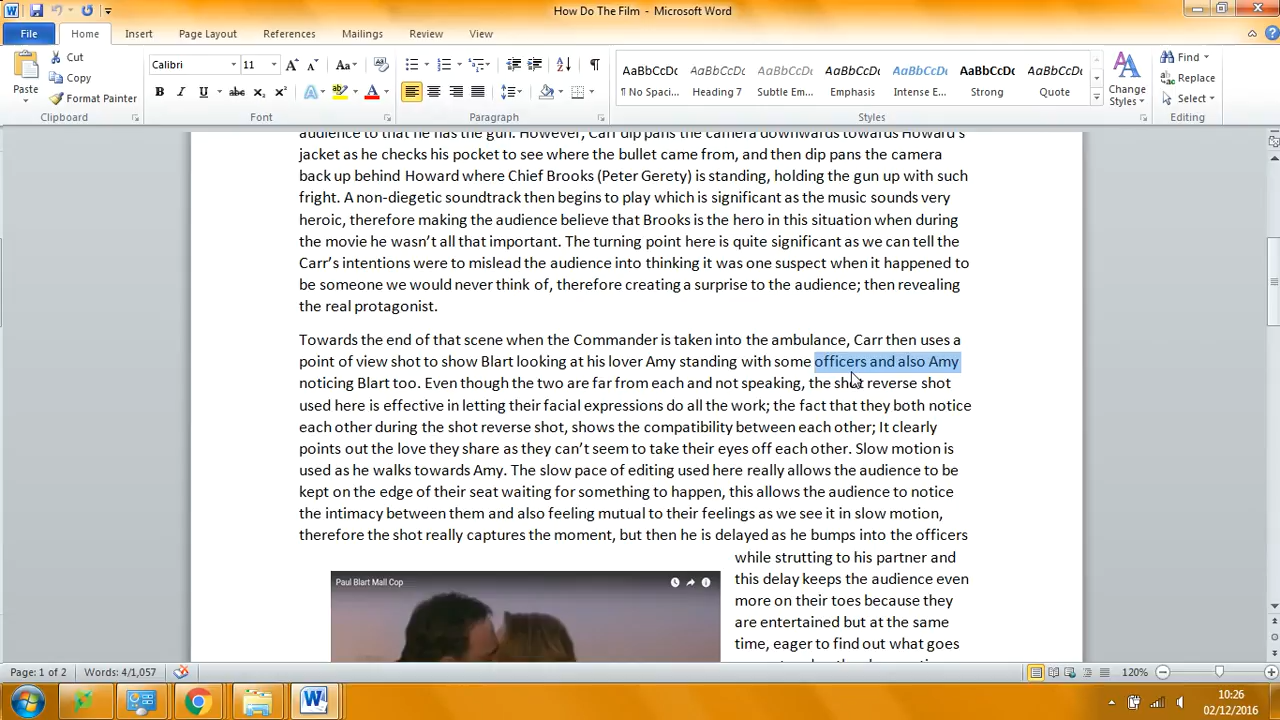 How Do The Film - Microsoft Word
File Home Insert Page Layout References Mailings Review View
Cut
Copy
Format Painter
Paste
Clipboard
Calibri 11
B I U abc X₂ X²
Font
Paragraph
AaBbCcDc AaBbCcDc AaBbCcDc AaBbCcDc AaBbCcDc AaBbCcDc AaBbCcDc
¶ No Spaci... Heading 7 Subtle Em... Emphasis Intense E... Strong Quote
Styles
Change Styles
Find
Replace
Select
Editing
audience to that he has the gun. However, Carr dip pans the camera downwards towards Howard's
jacket as he checks his pocket to see where the bullet came from, and then dip pans the camera
back up behind Howard where Chief Brooks (Peter Gerety) is standing, holding the gun up with such
fright. A non-diegetic soundtrack then begins to play which is significant as the music sounds very
heroic, therefore making the audience believe that Brooks is the hero in this situation when during
the movie he wasn't all that important. The turning point here is quite significant as we can tell the
Carr's intentions were to mislead the audience into thinking it was one suspect when it happened to
be someone we would never think of, therefore creating a surprise to the audience; then revealing
the real protagonist.
Towards the end of that scene when the Commander is taken into the ambulance, Carr then uses a
point of view shot to show Blart looking at his lover Amy standing with some officers and also Amy
noticing Blart too. Even though the two are far from each and not speaking, the shot reverse shot
used here is effective in letting their facial expressions do all the work; the fact that they both notice
each other during the shot reverse shot, shows the compatibility between each other; It clearly
points out the love they share as they can't seem to take their eyes off each other. Slow motion is
used as he walks towards Amy. The slow pace of editing used here really allows the audience to be
kept on the edge of their seat waiting for something to happen, this allows the audience to notice
the intimacy between them and also feeling mutual to their feelings as we see it in slow motion,
therefore the shot really captures the moment, but then he is delayed as he bumps into the officers
while strutting to his partner and
this delay keeps the audience even
more on their toes because they
are entertained but at the same
time, eager to find out what goes
Paul Blart Mall Cop
Page: 1 of 2 Words: 4/1,057
120%
10:26
02/12/2016